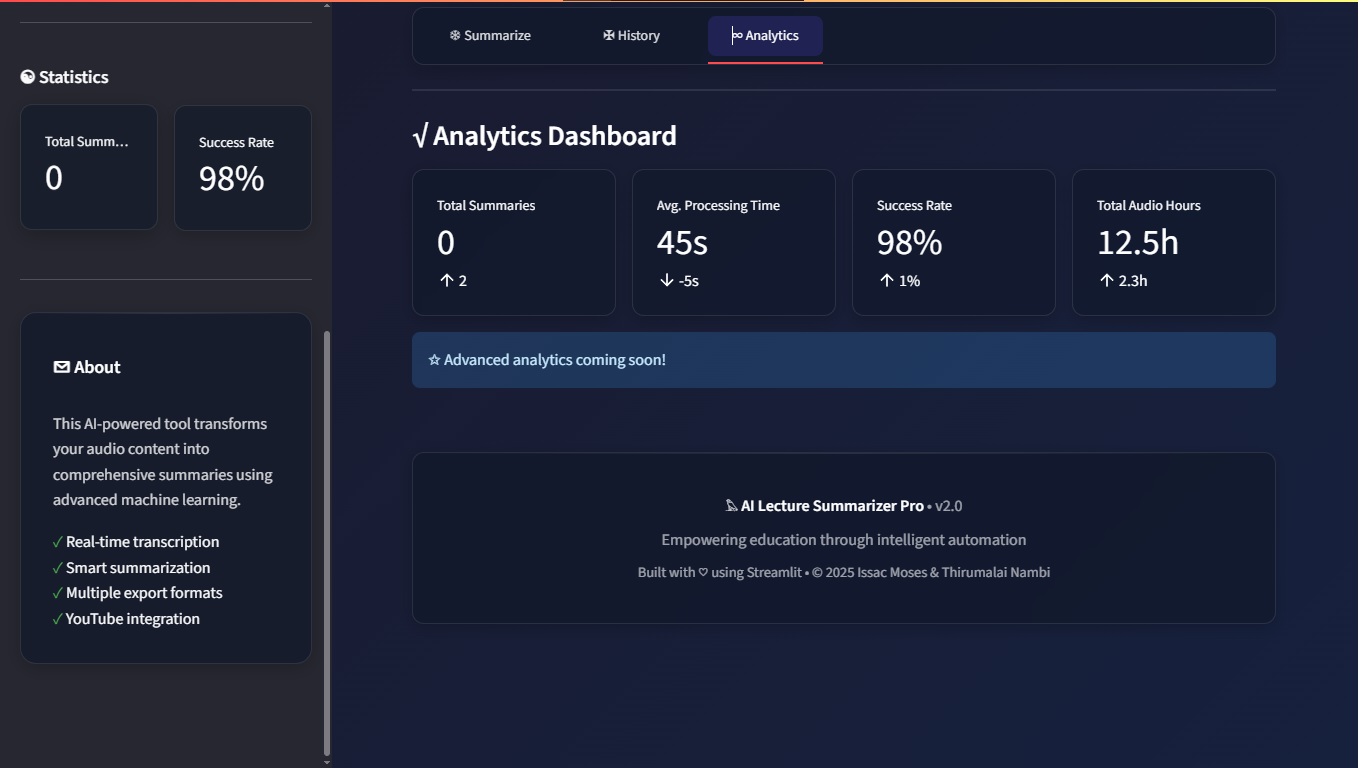 Statistics
Total Summ...
0
Success Rate
98%
✉ About
This AI-powered tool transforms
your audio content into
comprehensive summaries using
advanced machine learning.
✓ Real-time transcription
✓ Smart summarization
✓ Multiple export formats
✓ YouTube integration
❄ Summarize
✠ History
Analytics
√ Analytics Dashboard
Total Summaries
0
↑ 2
Avg. Processing Time
45s
↓ -5s
Success Rate
98%
↑ 1%
Total Audio Hours
12.5h
↑ 2.3h
☆ Advanced analytics coming soon!
AI Lecture Summarizer Pro • v2.0
Empowering education through intelligent automation
Built with ♡ using Streamlit • © 2025 Issac Moses & Thirumalai Nambi